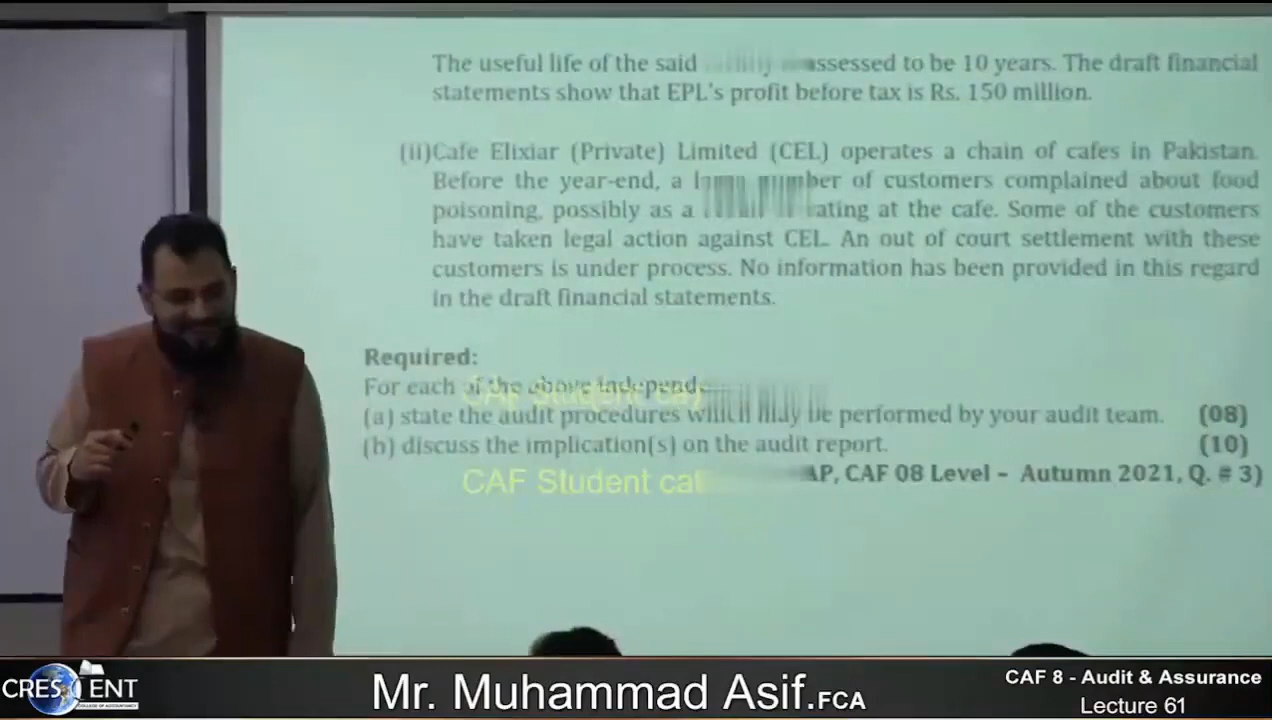 The useful life of the said assessed to be 10 years. The draft financial
statements show that EPL's profit before tax is Rs. 150 million.
(ii) Cafe Elixiar (Private) Limited (CEL) operates a chain of cafes in Pakistan.
Before the year-end, a of customers complained about food
poisoning, possibly as a at the cafe. Some of the customers
have taken legal action against CEL. An out of court settlement with these
customers is under process. No information has been provided in this regard
in the draft financial statements.
Required:
For each of the above
(a) state the audit procedures which may be performed by your audit team. (08)
(b) discuss the implication(s) on the audit report. (10)
CAF Student CAF 08 Level – Autumn 2021, Q. # 3)
CRESCENT
COLLEGE OF ACCOUNTANCY
Mr. Muhammad Asif.FCA
CAF 8 - Audit & Assurance
Lecture 61